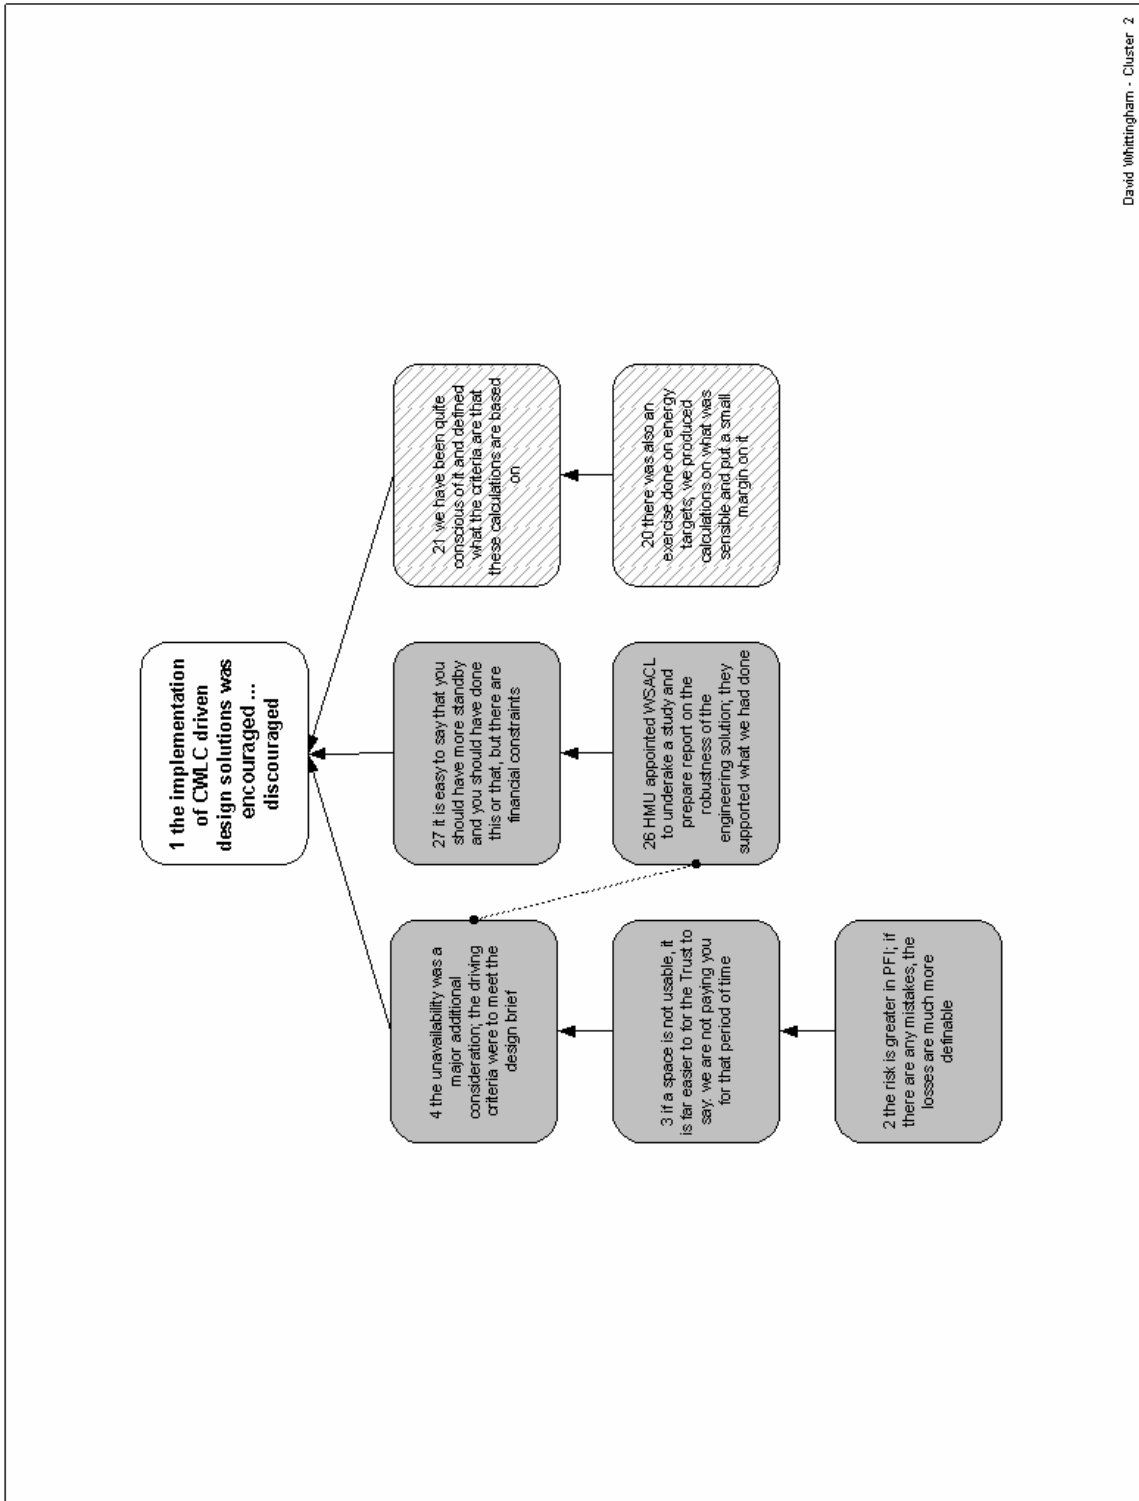 1 the implementation
of CWLC driven
design solutions was
encouraged ...
discouraged
4 the unavailability was a
major additional
consideration; the driving
criteria were to meet the
design brief
27 it is easy to say that you
should have more standby
and you should have done
this or that, but there are
financial constraints
21 we have been quite
conscious of it and defined
what the criteria are that
these calculations are based
on
3 if a space is not usable, it
is far easier to for the Trust to
say: we are not paying you
for that period of time
26 HMU appointed WSACL
to underake a study and
prepare report on the
robustness of the
engineering solution; they
supported what we had done
20 there was also an
exercise done on energy
targets; we produced
calculations on what was
sensible and put a small
margin on it
2 the risk is greater in PFI; if
there are any mistakes, the
losses are much more
definable
David Whittingham - Cluster 2